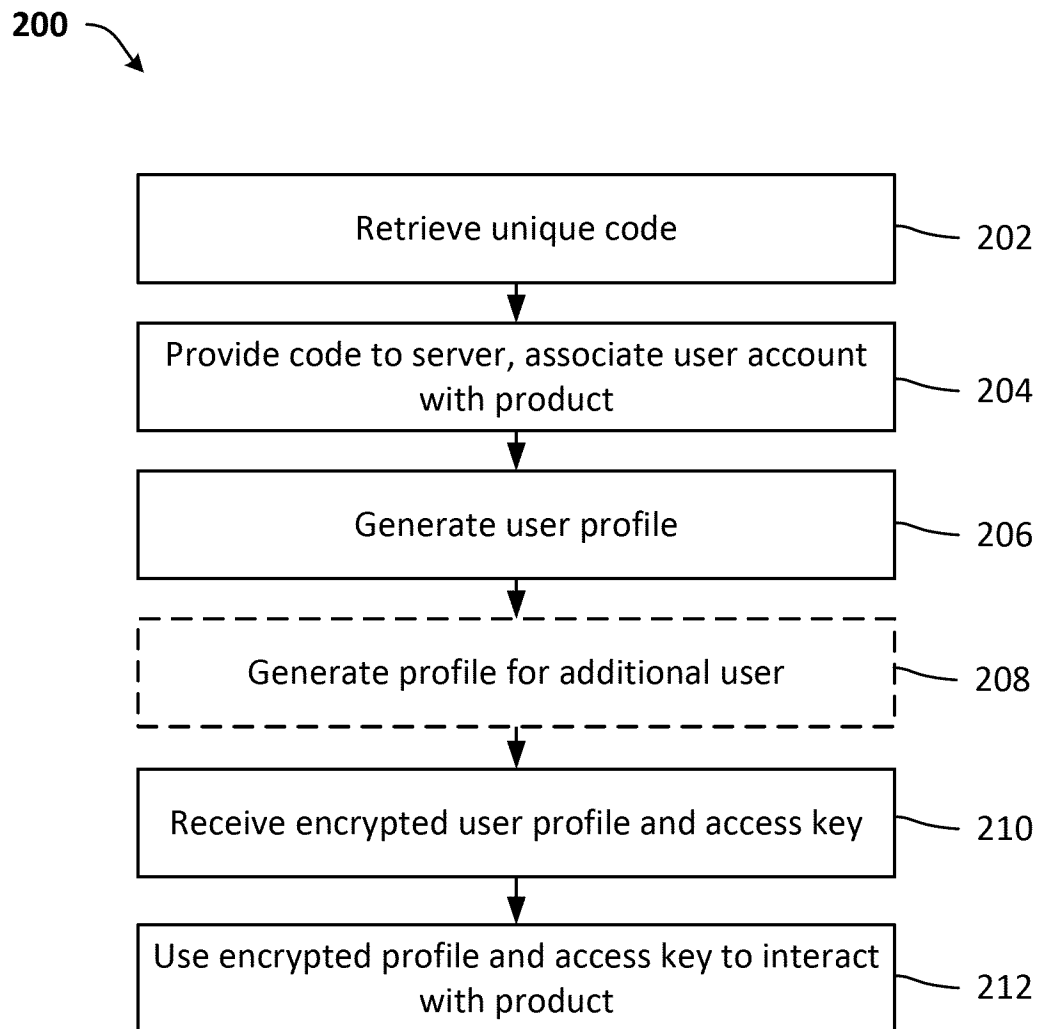 200
Retrieve unique code
202
Provide code to server, associate user account
with product
204
Generate user profile
206
Generate profile for additional user
208
Receive encrypted user profile and access key
210
Use encrypted profile and access key to interact
with product
212